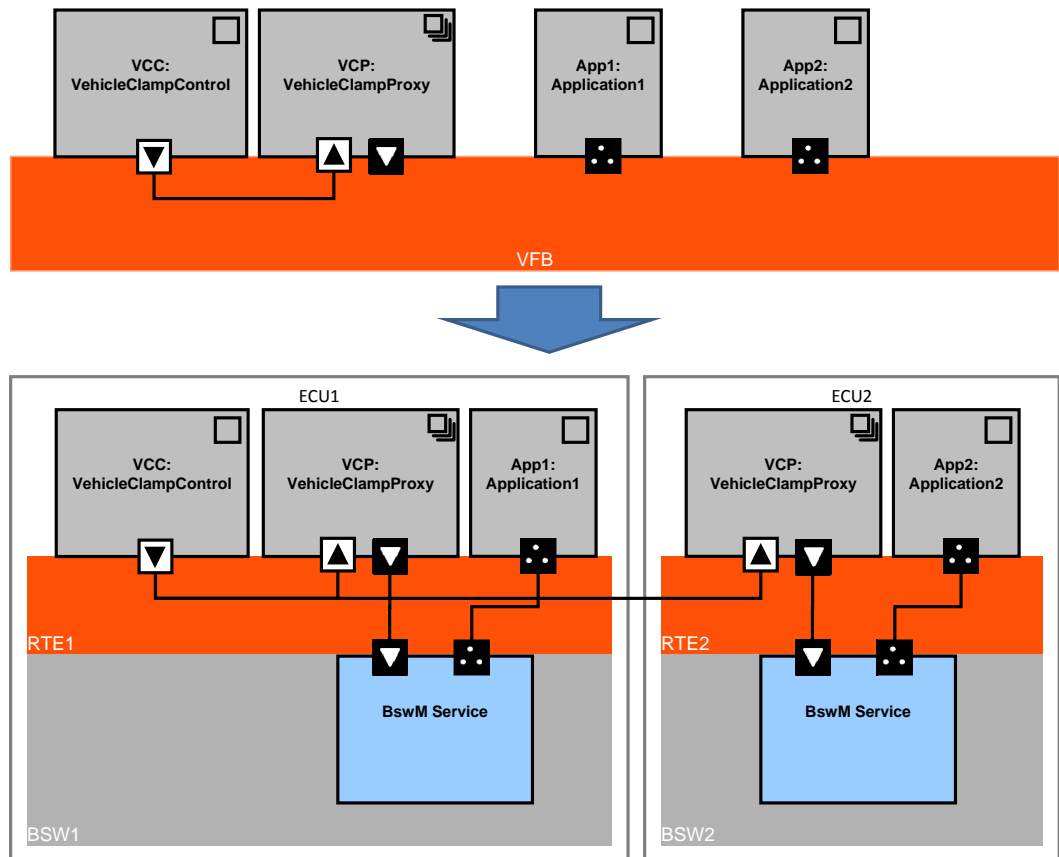 VCC:
VehicleClampControl
VCP:
VehicleClampProxy
App1:
Application1
App2:
Application2
VFB
ECU1
VCC:
VehicleClampControl
VCP:
VehicleClampProxy
App1:
Application1
RTE1
BswM Service
BSW1
ECU2
VCP:
VehicleClampProxy
App2:
Application2
RTE2
BswM Service
BSW2